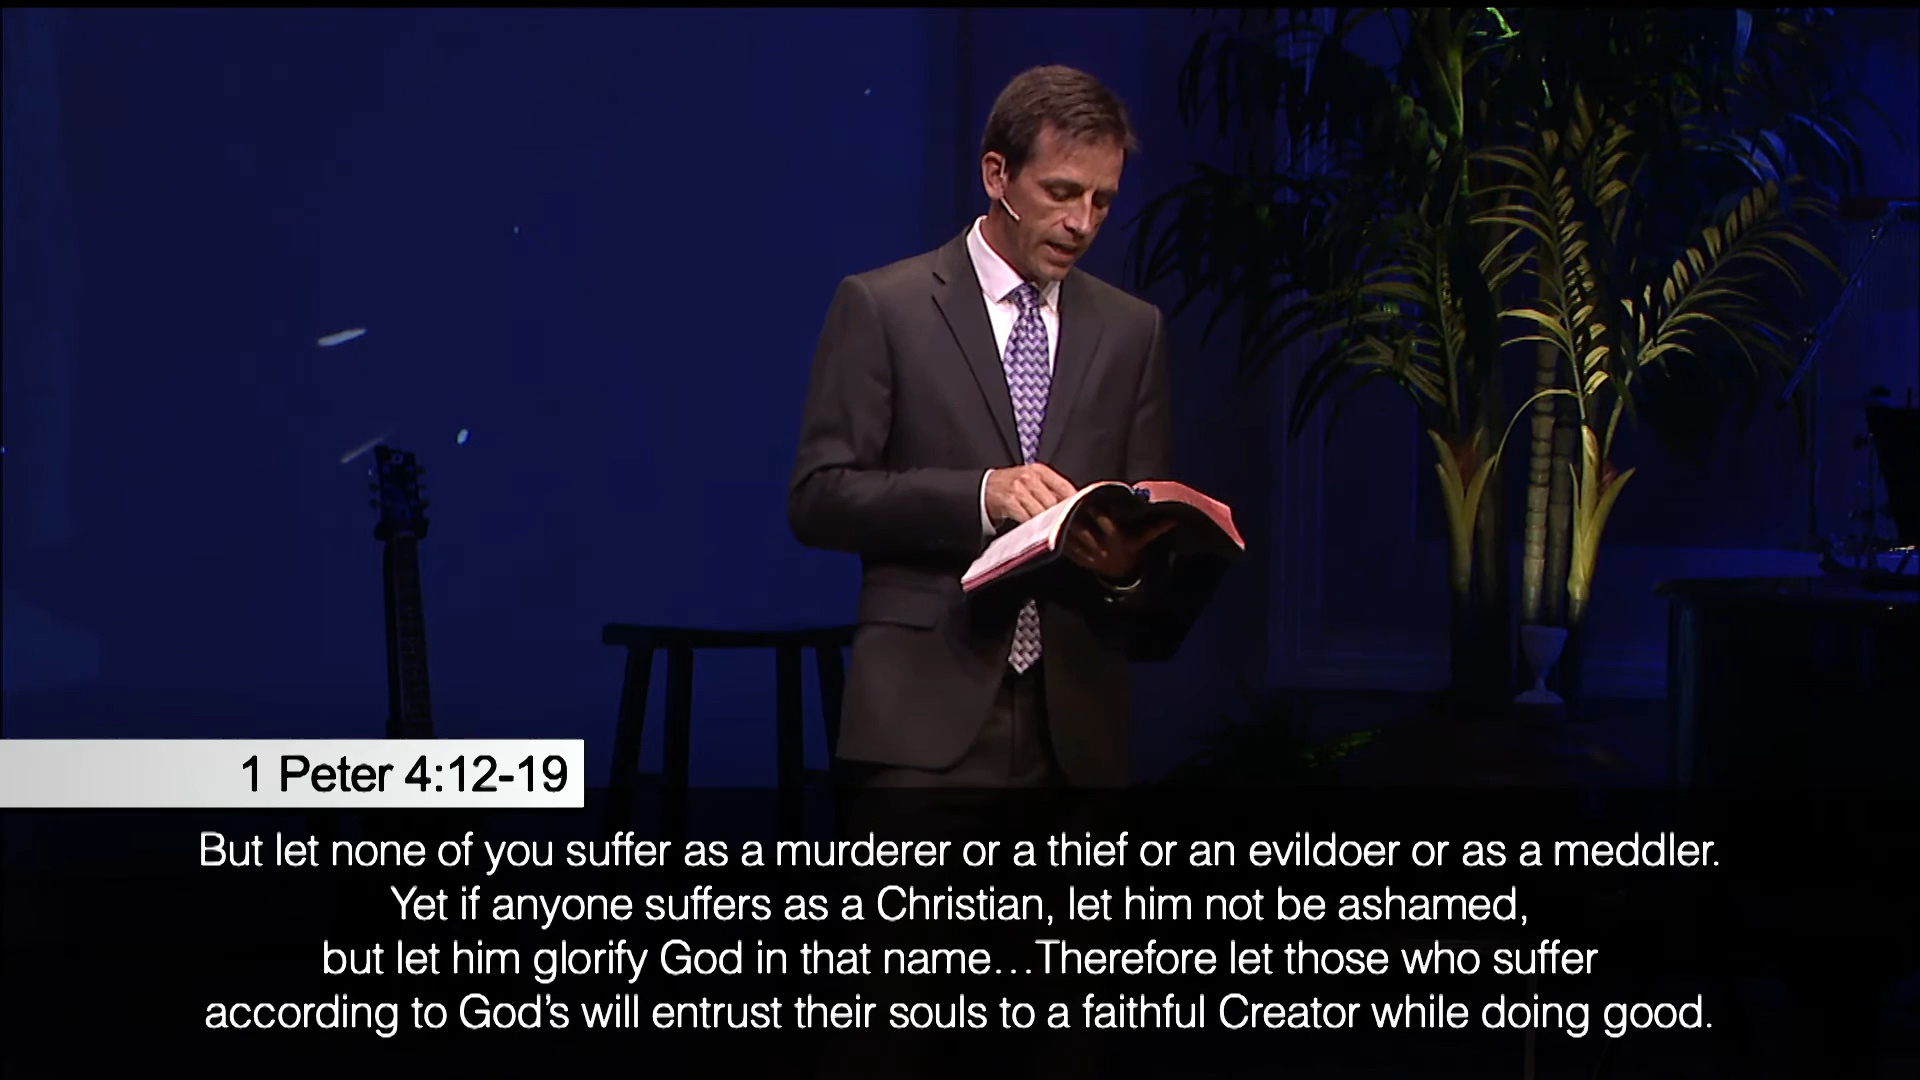 1 Peter 4:12-19
But let none of you suffer as a murderer or a thief or an evildoer or as a meddler.
Yet if anyone suffers as a Christian, let him not be ashamed,
but let him glorify God in that name…Therefore let those who suffer
according to God’s will entrust their souls to a faithful Creator while doing good.